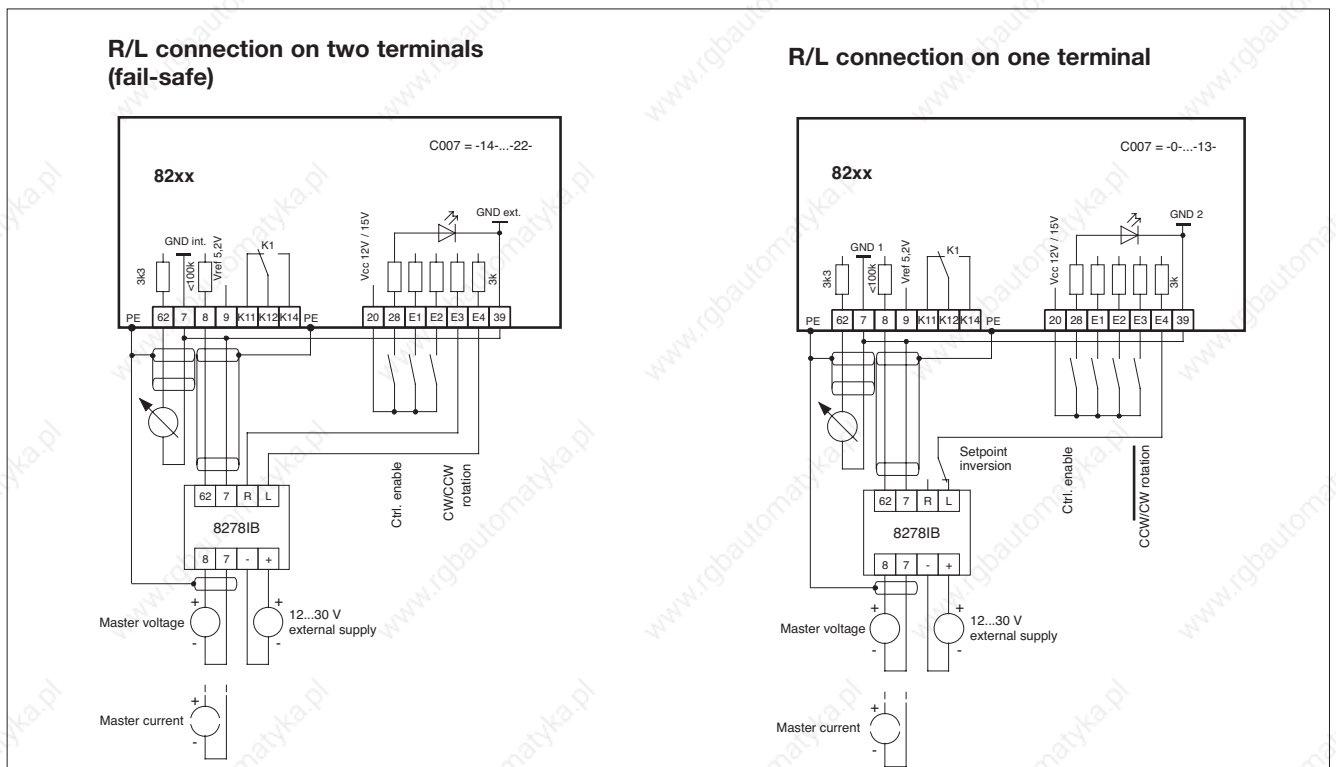 R/L connection on two terminals
(fail-safe)
C007 = -14-...-22-
82xx
3k3
GND int.
<100k
Vref 5,2V
K1
Vcc 12V / 15V
GND ext.
3k
PE 62 7 8 9 K11 K12 K14 PE 20 28 E1 E2 E3 E4 39
Ctrl. enable
CW/CCW
rotation
62 7 R L
8278IB
8 7 - +
Master voltage
+
-
+
-
12...30 V
external supply
Master current
+
-
R/L connection on one terminal
C007 = -0-...-13-
82xx
3k3
GND 1
<100k
Vref 5,2V
K1
Vcc 12V / 15V
GND 2
3k
PE 62 7 8 9 K11 K12 K14 PE 20 28 E1 E2 E3 E4 39
Setpoint
inversion
Ctrl. enable
CCW/CW rotation
62 7 R L
8278IB
8 7 - +
Master voltage
+
-
+
-
12...30 V
external supply
Master current
+
-
www.rgbautomatyka.pl